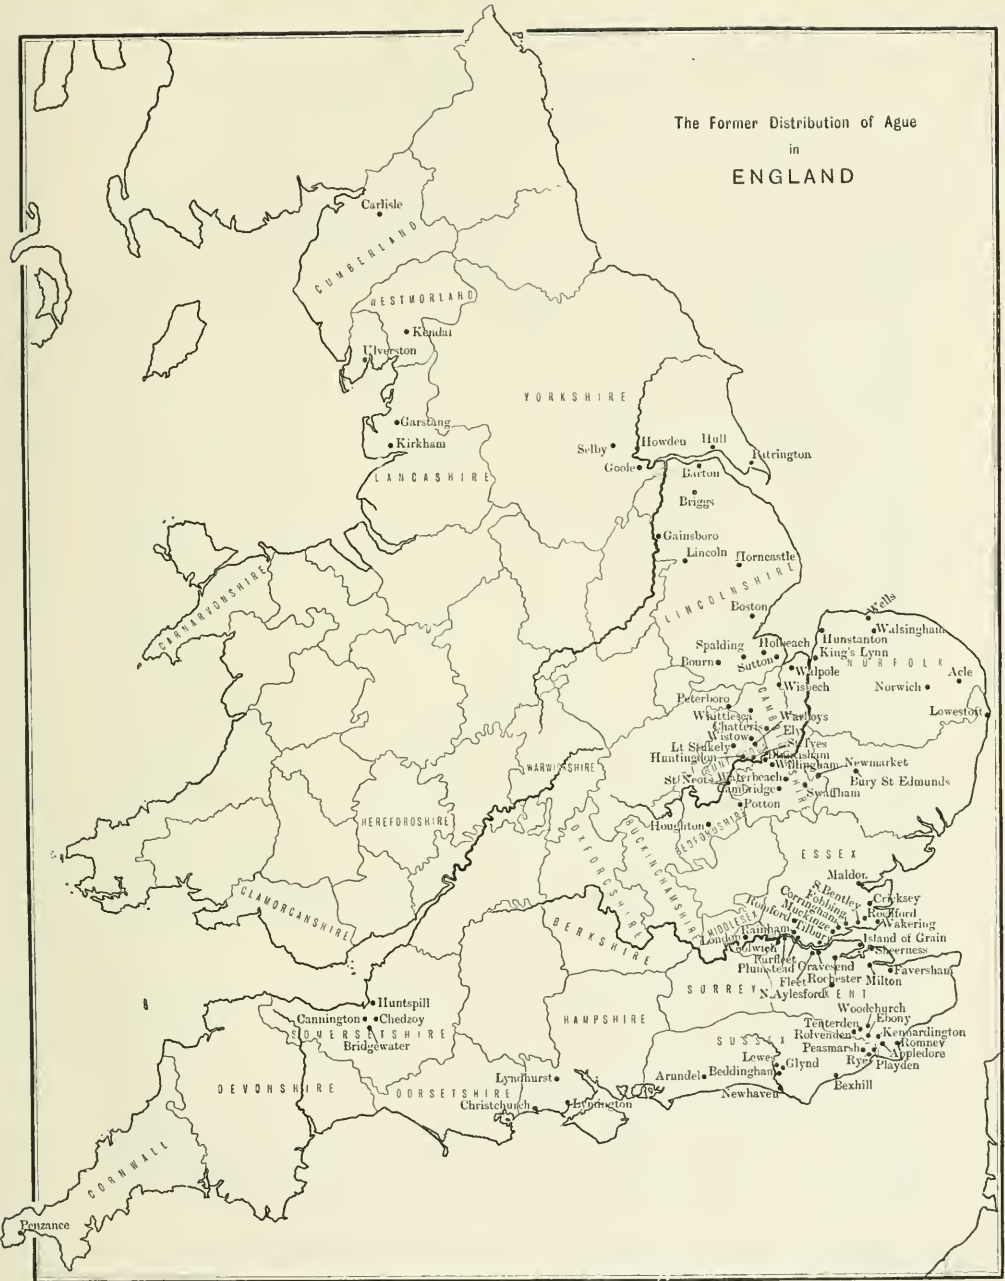 The Former Distribution of Ague
in
ENGLAND
Carlisle
CUMBERLAND
WESTMORLAND
Kendal
Ulverston
YORKSHIRE
Garstang
Kirkham
Selby
Howden
Hull
Goole
Barton
LANCASHIRE
Briggs
Gainsboro
Lincoln
Horncastle
CARNARVONSHIRE
LINCOLNSHIRE
Boston
Wells
Walsingham
Hunstanton
Spalding
Holbeach
King's Lynn
NORFOLK
Bourn
Sutton
Walpole
Acle
Wisbech
Norwich
Peterboro
Lowestoft
Whittlesea
Warboys
Chatteris
Ely
Wistow
Lt Stukely
St Ives
Huntingdon
Willingham
Newmarket
WARWICKSHIRE
St Neots
Waterbeach
Bury St Edmunds
Cambridge
Swaffham
Potton
HEREFORDSHIRE
Houghton
BEDFORDSHIRE
OXFORDSHIRE
BUCKINGHAMSHIRE
ESSEX
Maldon
S. Bentley
Cricksey
Fobbing
Corringham
Rochford
Mucking
Wakering
Romford
Tilbury
MIDDLESEX
Rainham
London
Island of Grain
Woolwich
Sheerness
Purfleet
Plumstead
Gravesend
Faversham
Fleet
Rochester
Milton
BERKSHIRE
SURREY
N. Aylesford
KENT
Huntspill
Cannington
Chedzoy
SOMERSETSHIRE
Bridgewater
HAMPSHIRE
Woodchurch
Ebony
Tenterden
Kennardington
Rolvenden
Romney
SUSSEX
Peasmarsh
Appledore
Rye
Playden
Lewes
Glynd
Beddingham
Arundel
Bexhill
Newhaven
DEVONSHIRE
DORSETSHIRE
Lyndhurst
Christchurch
Lymington
CORNWALL
Penzance